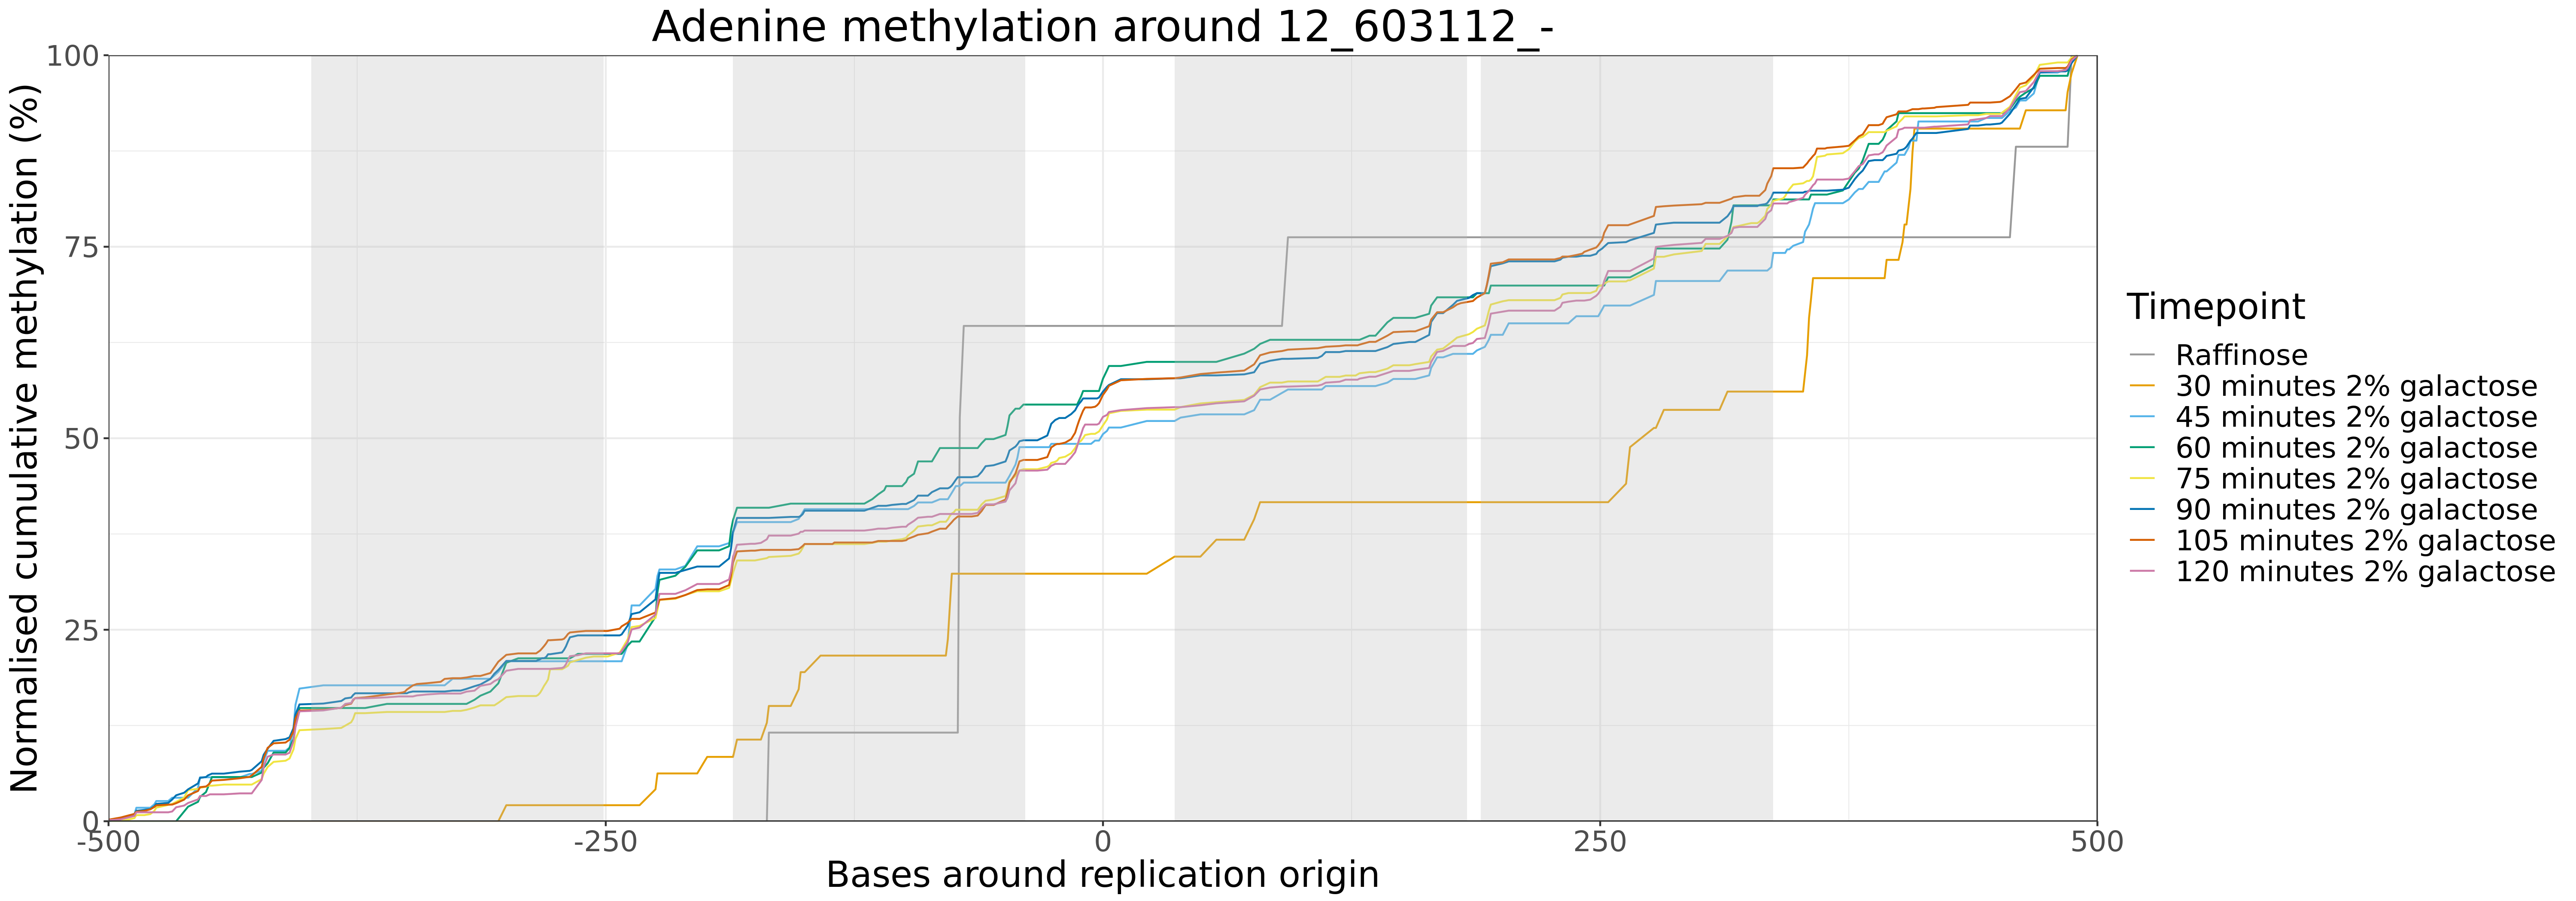 Adenine methylation around 12_603112_-
Normalised cumulative methylation (%)
100
75
50
25
0
-500
-250
0
250
500
Bases around replication origin
Timepoint
Raffinose
30 minutes 2% galactose
45 minutes 2% galactose
60 minutes 2% galactose
75 minutes 2% galactose
90 minutes 2% galactose
105 minutes 2% galactose
120 minutes 2% galactose